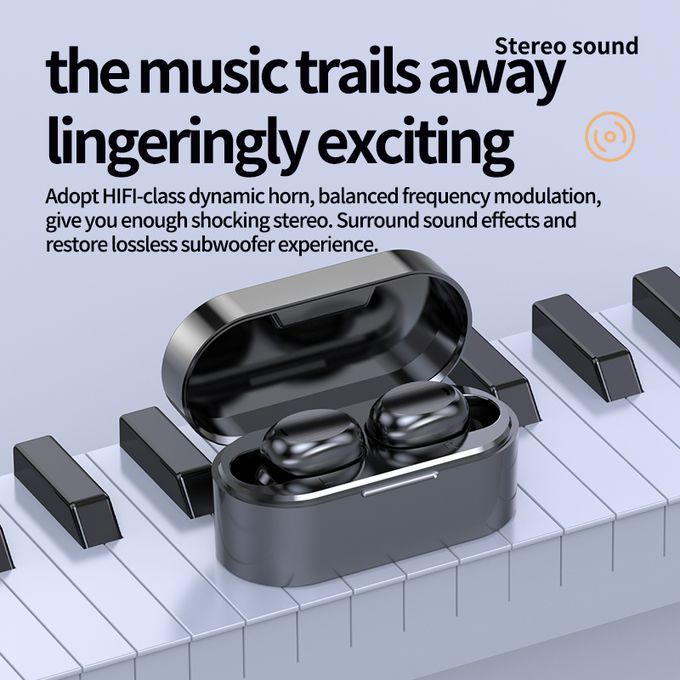 Stereo sound
the music trails away
lingeringly exciting
Adopt HIFI-class dynamic horn, balanced frequency modulation,
give you enough shocking stereo. Surround sound effects and
restore lossless subwoofer experience.